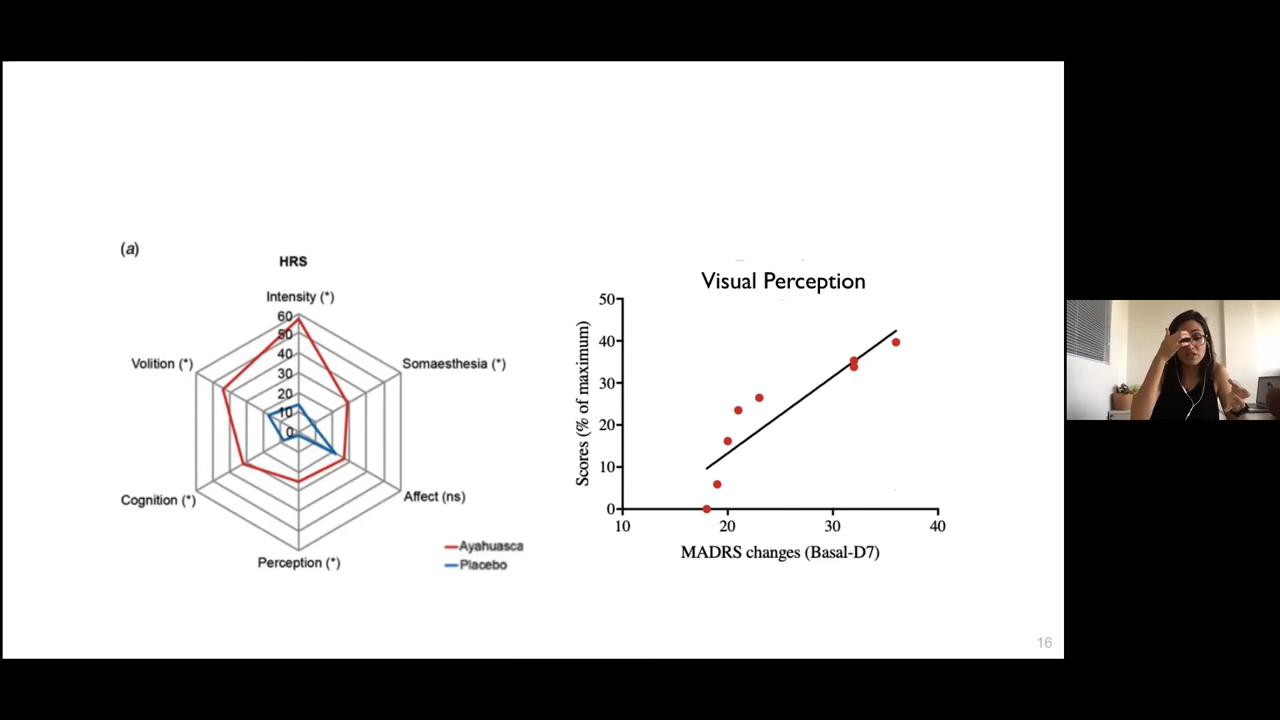 (a)
HRS
Intensity (*)
60
50
40
30
20
10
0
Volition (*)
Somaesthesia (*)
Cognition (*)
Affect (ns)
Perception (*)
Ayahuasca
Placebo
Visual Perception
50
40
30
20
10
0
Scores (% of maximum)
10 20 30 40
MADRS changes (Basal-D7)
16